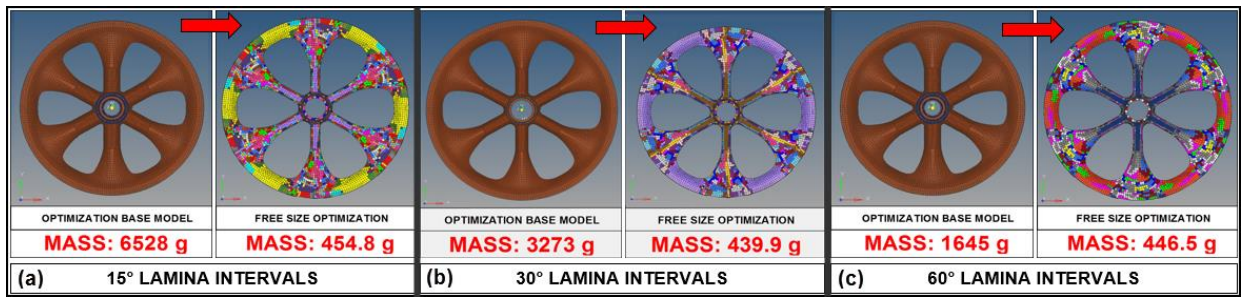 OPTIMIZATION BASE MODEL
FREE SIZE OPTIMIZATION
MASS: 6528 g
MASS: 454.8 g
(a)
15° LAMINA INTERVALS
OPTIMIZATION BASE MODEL
FREE SIZE OPTIMIZATION
MASS: 3273 g
MASS: 439.9 g
(b)
30° LAMINA INTERVALS
OPTIMIZATION BASE MODEL
FREE SIZE OPTIMIZATION
MASS: 1645 g
MASS: 446.5 g
(c)
60° LAMINA INTERVALS